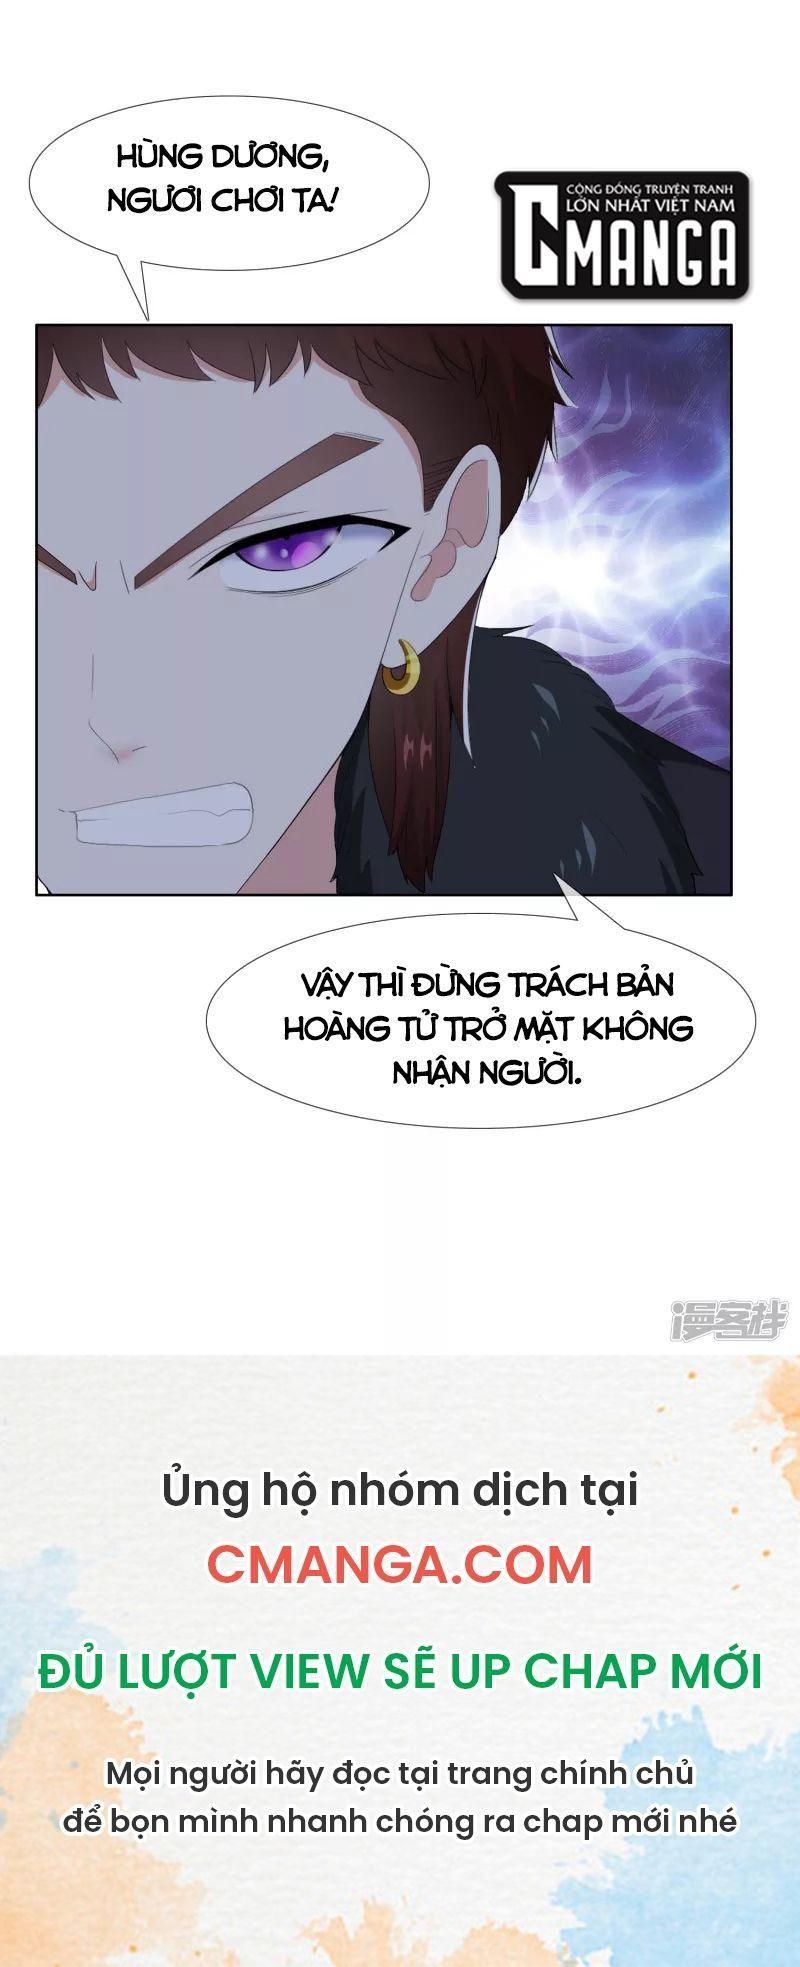 HÙNG DƯƠNG,
NGƯƠI CHƠI TA!
CỘNG ĐỒNG TRUYỆN TRANH
LỚN NHẤT VIỆT NAM
CMANGA
VẬY THÌ ĐỪNG TRÁCH BẢN
HOÀNG TỬ TRỞ MẶT KHÔNG
NHẬN NGƯỜI.
漫客栈
Ủng hộ nhóm dịch tại
CMANGA.COM
ĐỦ LƯỢT VIEW SẼ UP CHAP MỚI
Mọi người hãy đọc tại trang chính chủ
để bọn mình nhanh chóng ra chap mới nhé